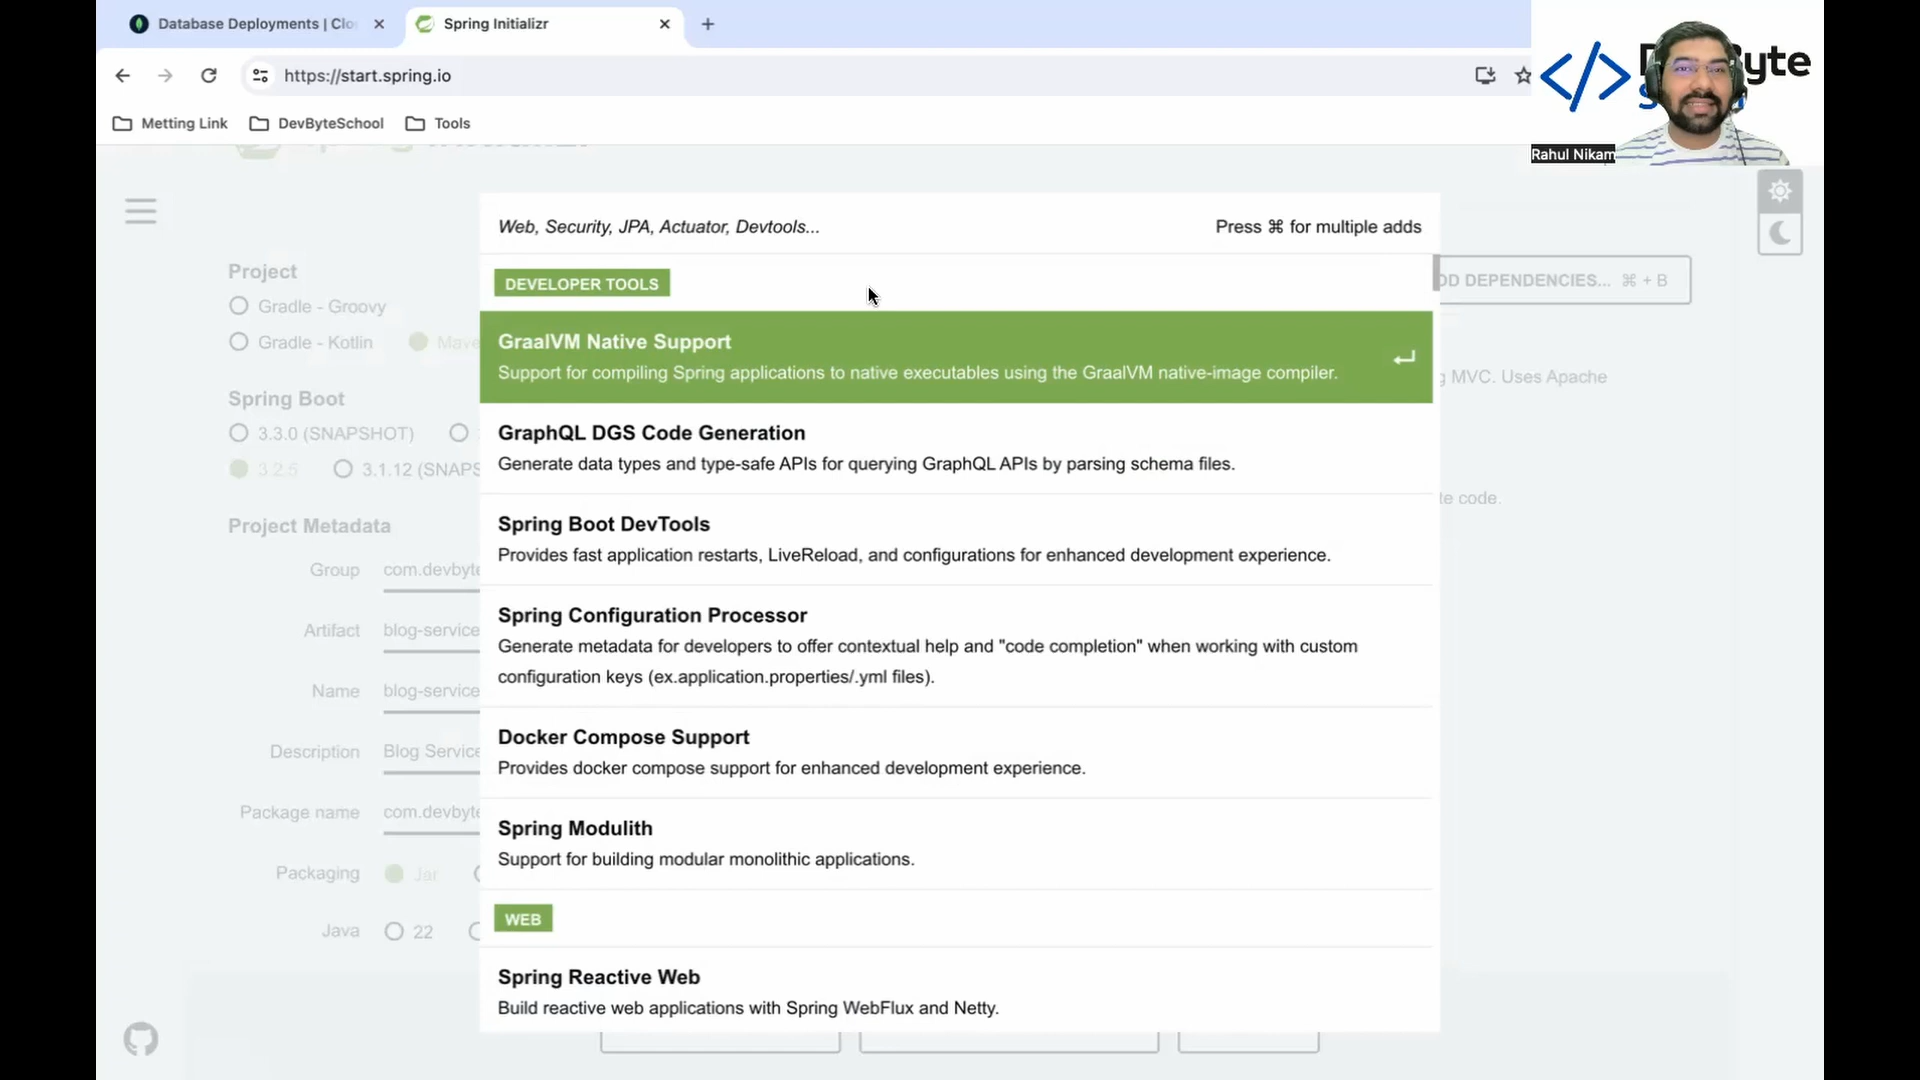 Database Deployments | Clo
Spring Initializr
https://start.spring.io
yte
Rahul Nikam
Metting Link
DevByteSchool
Tools
Web, Security, JPA, Actuator, Devtools...
Press ⌘ for multiple adds
DEVELOPER TOOLS
GraalVM Native Support
Support for compiling Spring applications to native executables using the GraalVM native-image compiler.
GraphQL DGS Code Generation
Generate data types and type-safe APIs for querying GraphQL APIs by parsing schema files.
Spring Boot DevTools
Provides fast application restarts, LiveReload, and configurations for enhanced development experience.
Spring Configuration Processor
Generate metadata for developers to offer contextual help and "code completion" when working with custom
configuration keys (ex.application.properties/.yml files).
Docker Compose Support
Provides docker compose support for enhanced development experience.
Spring Modulith
Support for building modular monolithic applications.
WEB
Spring Reactive Web
Build reactive web applications with Spring WebFlux and Netty.
Project
Gradle - Groovy
Gradle - Kotlin
Mave
Spring Boot
3.3.0 (SNAPSHOT)
3.2.5
3.1.12 (SNAPS
Project Metadata
Group
com.devbyte
Artifact
blog-service
Name
blog-service
Description
Blog Service
Package name
com.devbyte
Packaging
Jar
Java
22
DD DEPENDENCIES... ⌘ + B
g MVC. Uses Apache
te code.